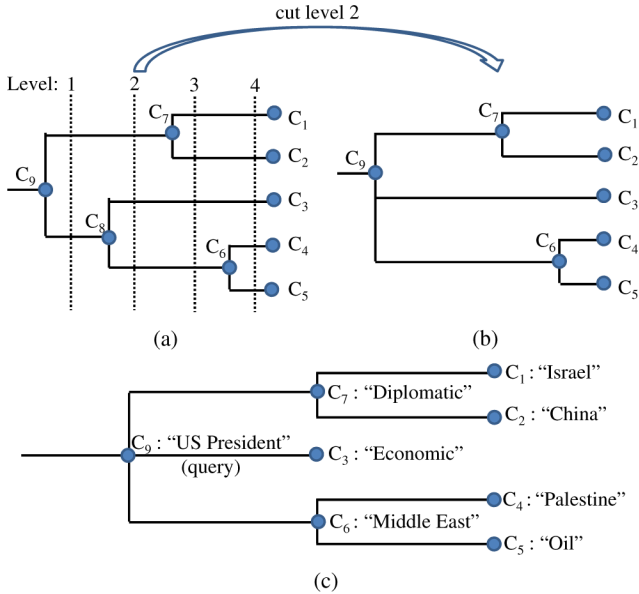 cut level 2
Level: 1 2 3 4
C7 C1
C2
C9
C8
C3
C6 C4
C5
(a)
C7 C1
C2
C9
C3
C6 C4
C5
(b)
C1 : “Israel”
C7 : “Diplomatic”
C2 : “China”
C9 : “US President”
(query)
C3 : “Economic”
C4 : “Palestine”
C6 : “Middle East”
C5 : “Oil”
(c)